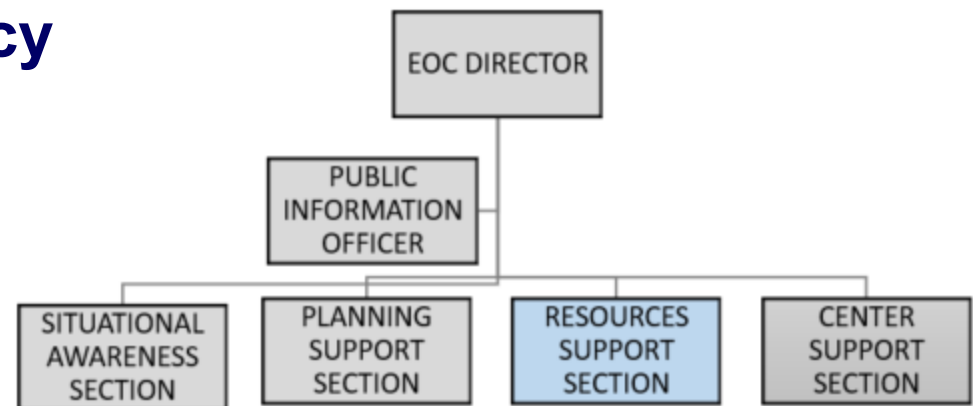 cy
EOC DIRECTOR
PUBLIC
INFORMATION
OFFICER
SITUATIONAL
AWARENESS
SECTION
PLANNING
SUPPORT
SECTION
RESOURCES
SUPPORT
SECTION
CENTER
SUPPORT
SECTION